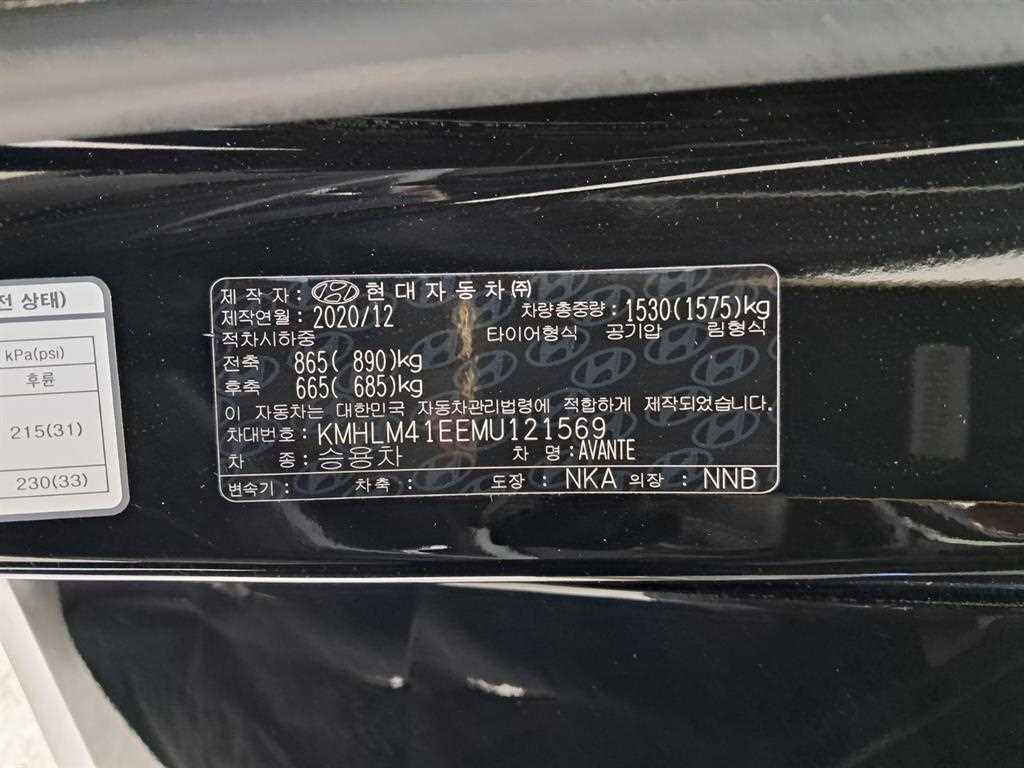 전 상태)
kPa(psi)
후륜
215(31)
230(33)
제 작 자 : 현대자동차㈜
제작연월 : 2020/12 차량총중량 : 1530(1575)kg
적차시하중 타이어형식 공기압 림형식
전축 865( 890)kg
후축 665( 685)kg
이 자동차는 대한민국 자동차관리법령에 적합하게 제작되었습니다.
차대번호 : KMHLM41EEMU121569
차 종 : 승용차 차 명 : AVANTE
변속기 : 차축 : 도장 : NKA 의장 : NNB